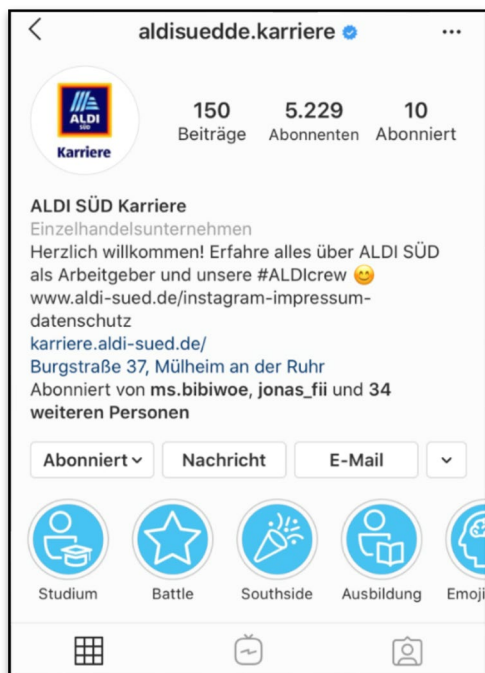 aldisuedde.karriere
ALDI
SÜD
Karriere
150
Beiträge
5.229
Abonnenten
10
Abonniert
ALDI SÜD Karriere
Einzelhandelsunternehmen
Herzlich willkommen! Erfahre alles über ALDI SÜD
als Arbeitgeber und unsere #ALDIcrew 😊
www.aldi-sued.de/instagram-impressum-
datenschutz
karriere.aldi-sued.de/
Burgstraße 37, Mülheim an der Ruhr
Abonniert von ms.bibiwoe, jonas_fii und 34
weiteren Personen
Abonniert
Nachricht
E-Mail
Studium
Battle
Southside
Ausbildung
Emoji